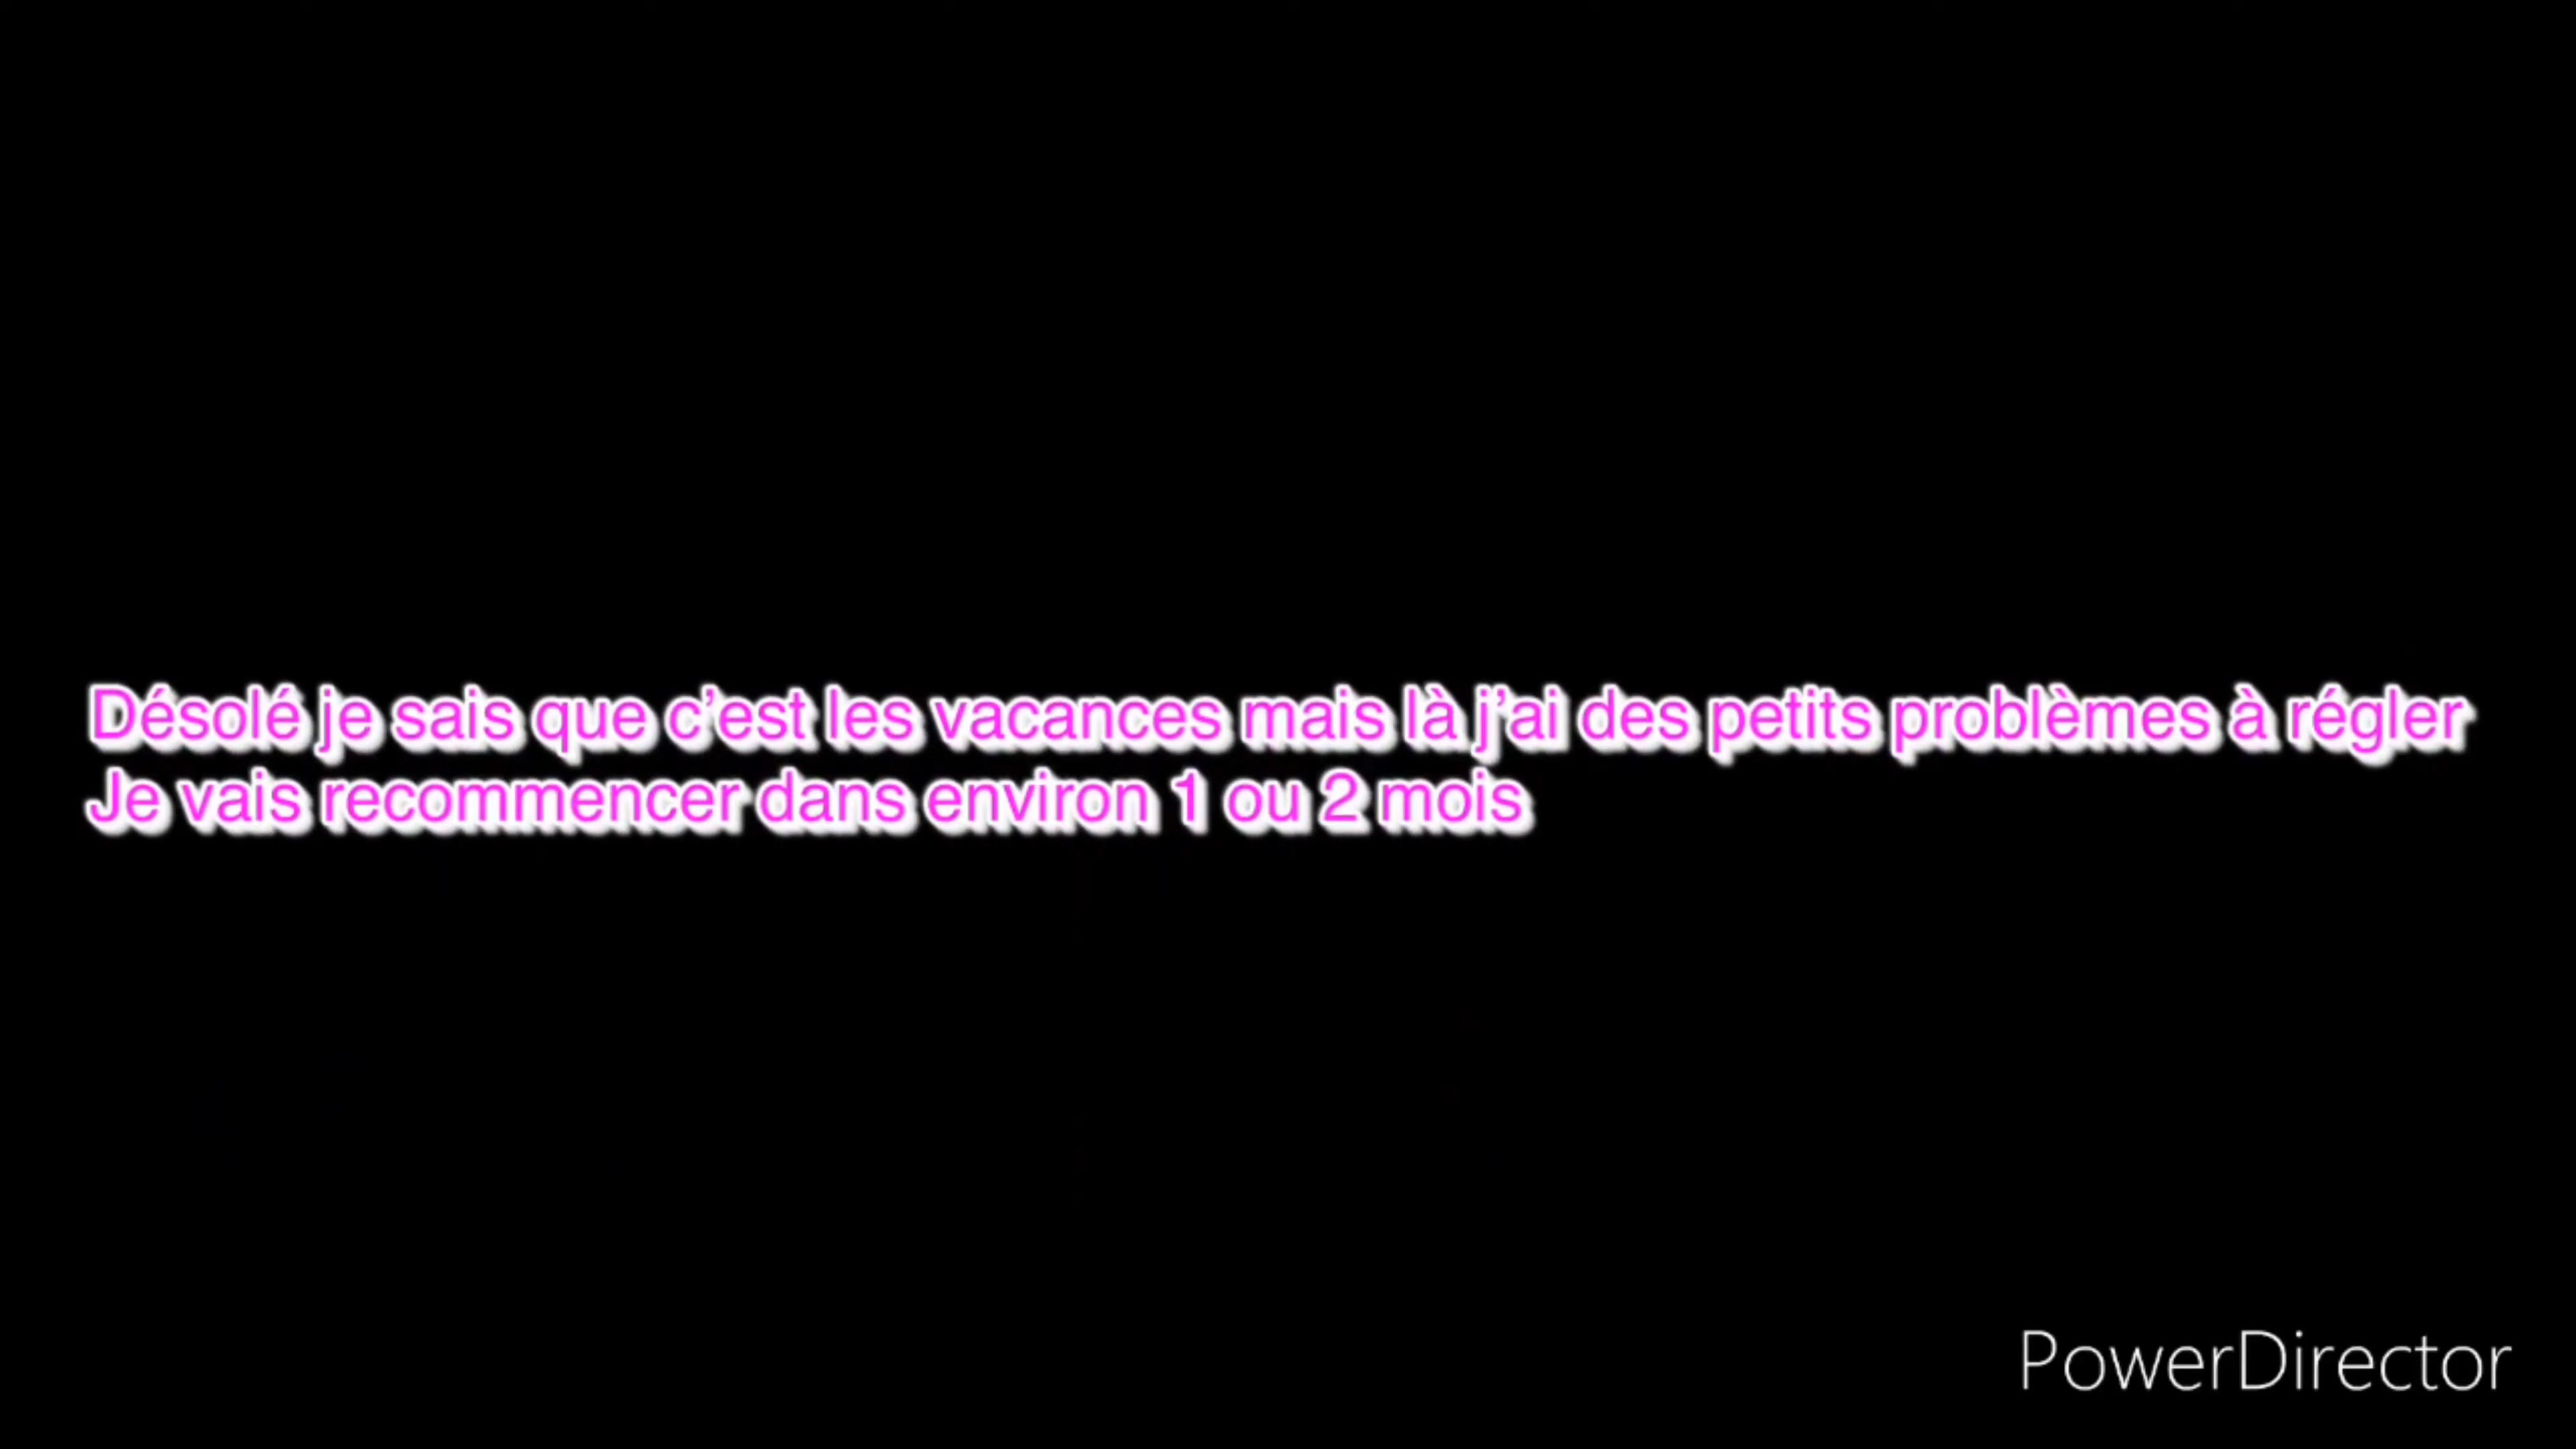 Désolé je sais que c’est les vacances mais là j’ai des petits problèmes à régler
Je vais recommencer dans environ 1 ou 2 mois
PowerDirector